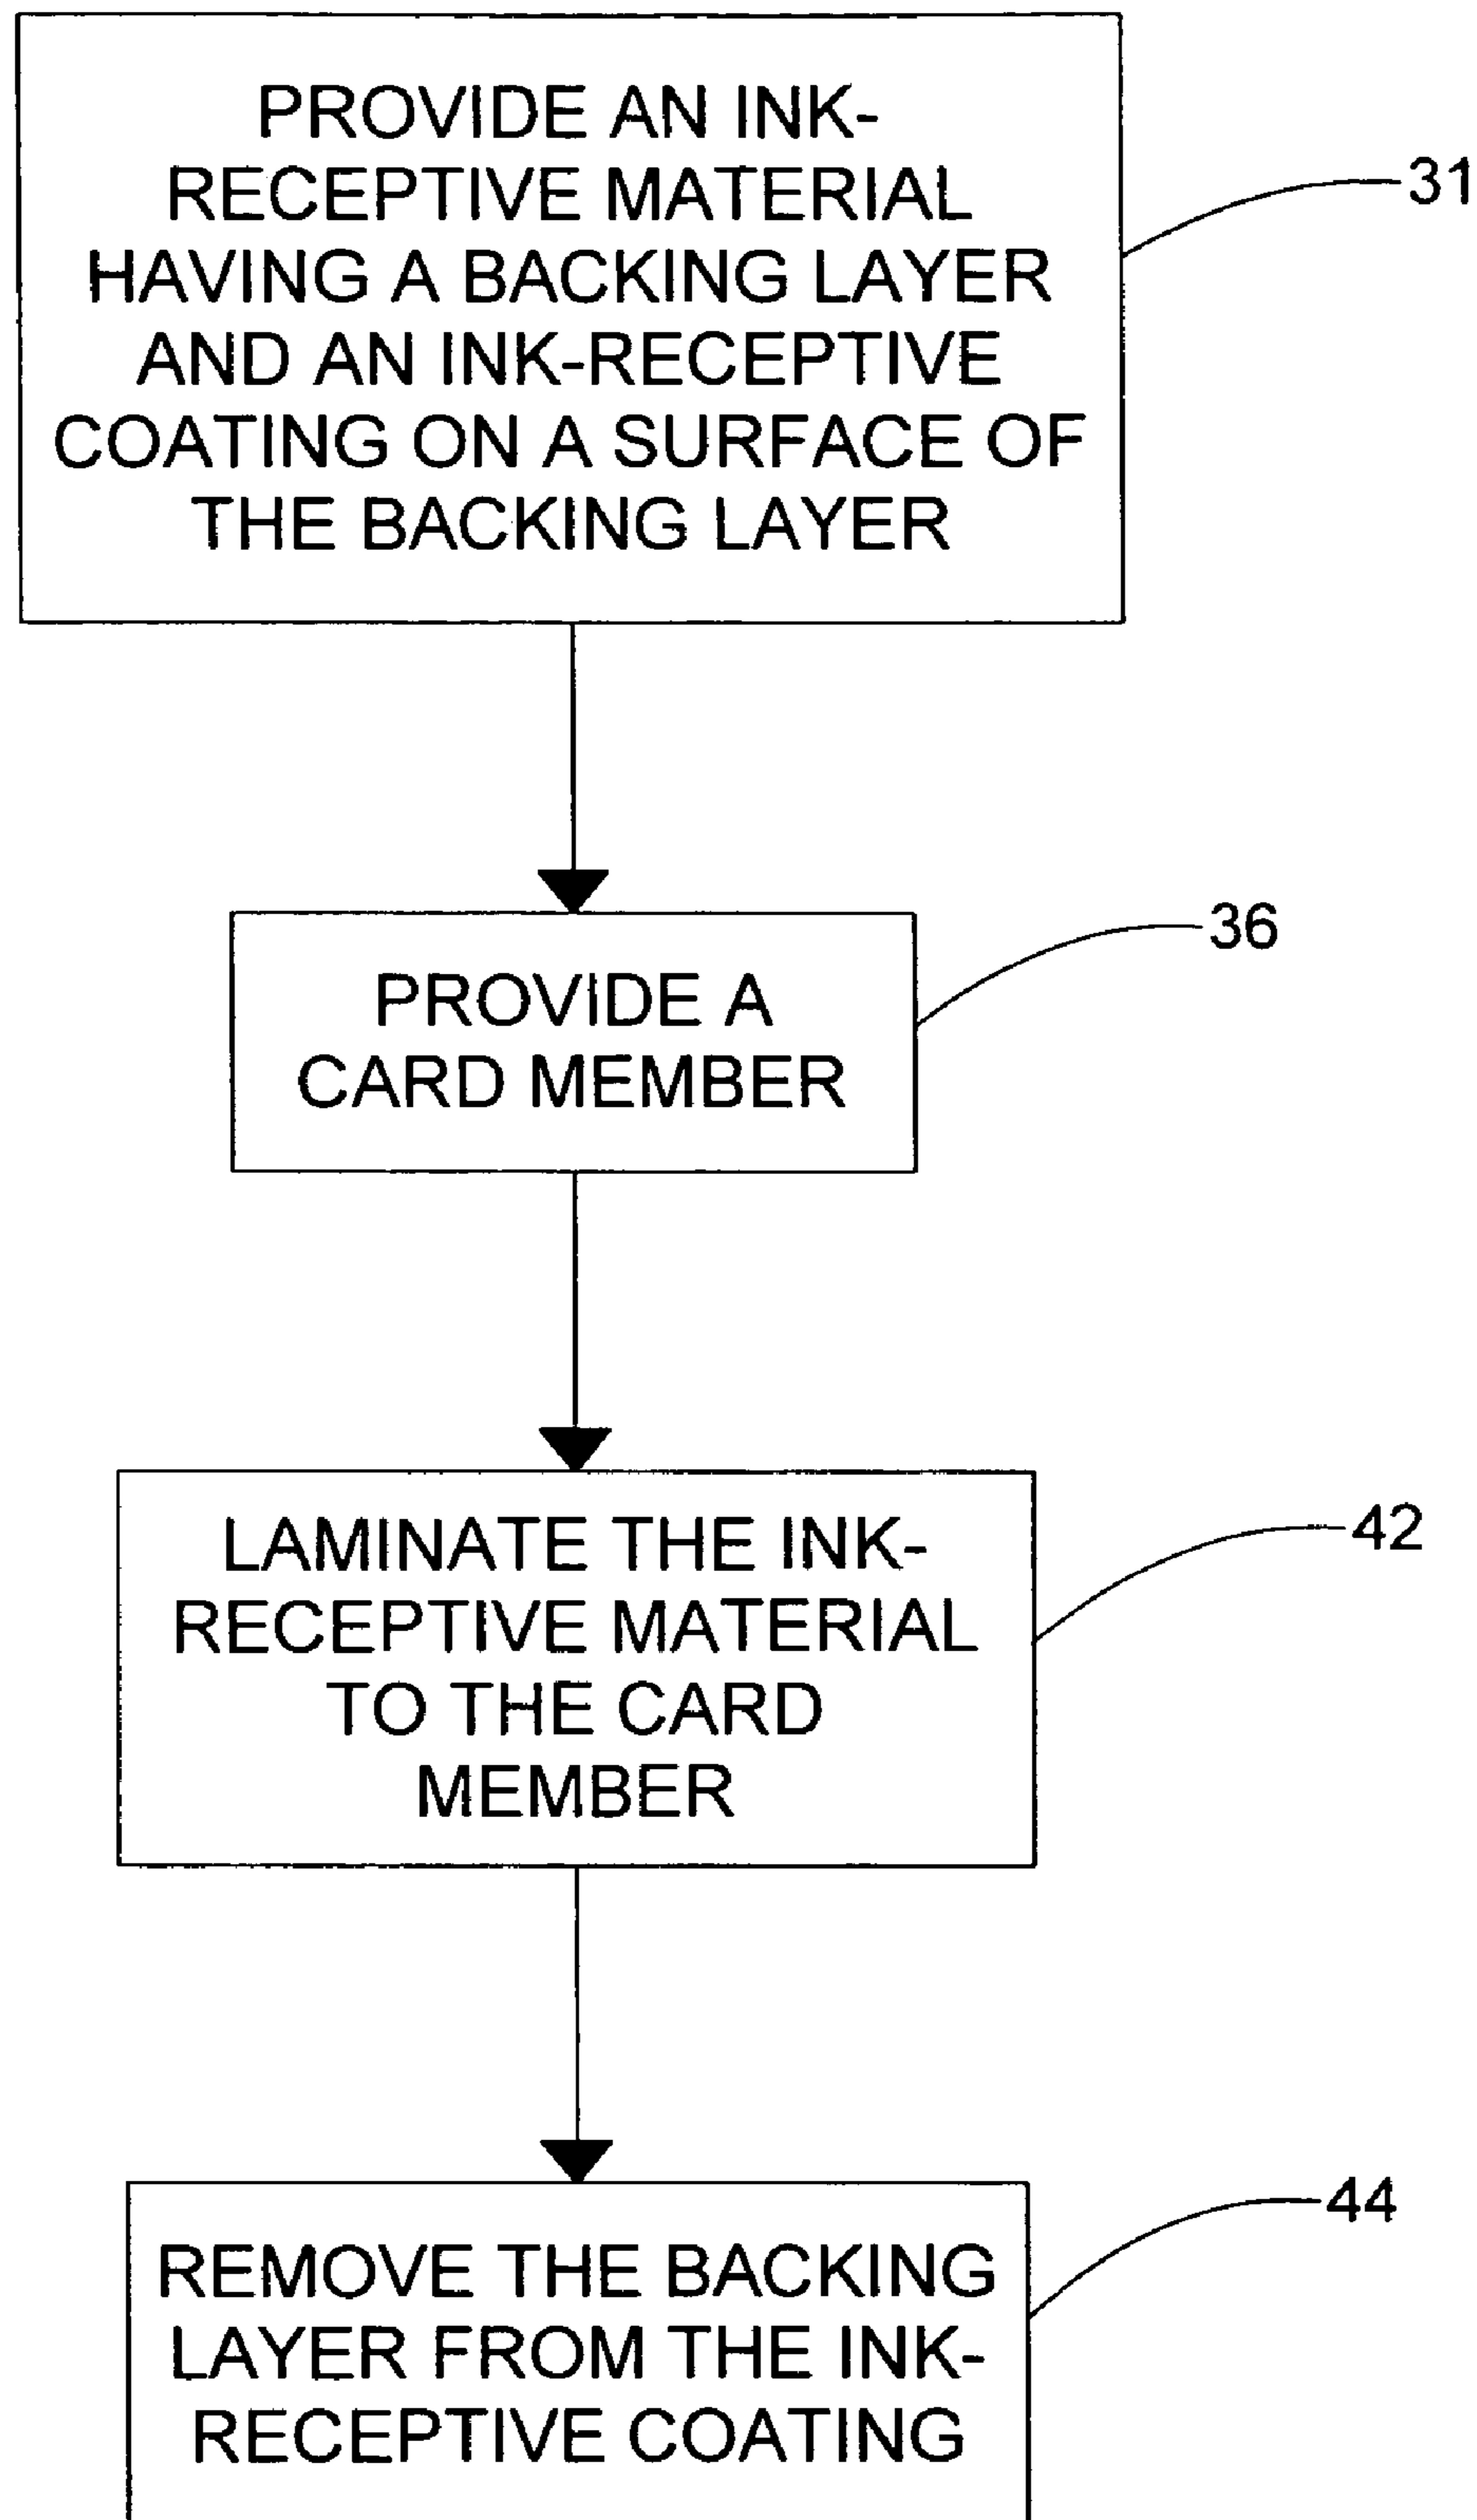 PROVIDE AN INK-
RECEPTIVE MATERIAL
HAVING A BACKING LAYER
AND AN INK-RECEPTIVE
COATING ON A SURFACE OF
THE BACKING LAYER
31
PROVIDE A
CARD MEMBER
36
LAMINATE THE INK-
RECEPTIVE MATERIAL
TO THE CARD
MEMBER
42
REMOVE THE BACKING
LAYER FROM THE INK-
RECEPTIVE COATING
44